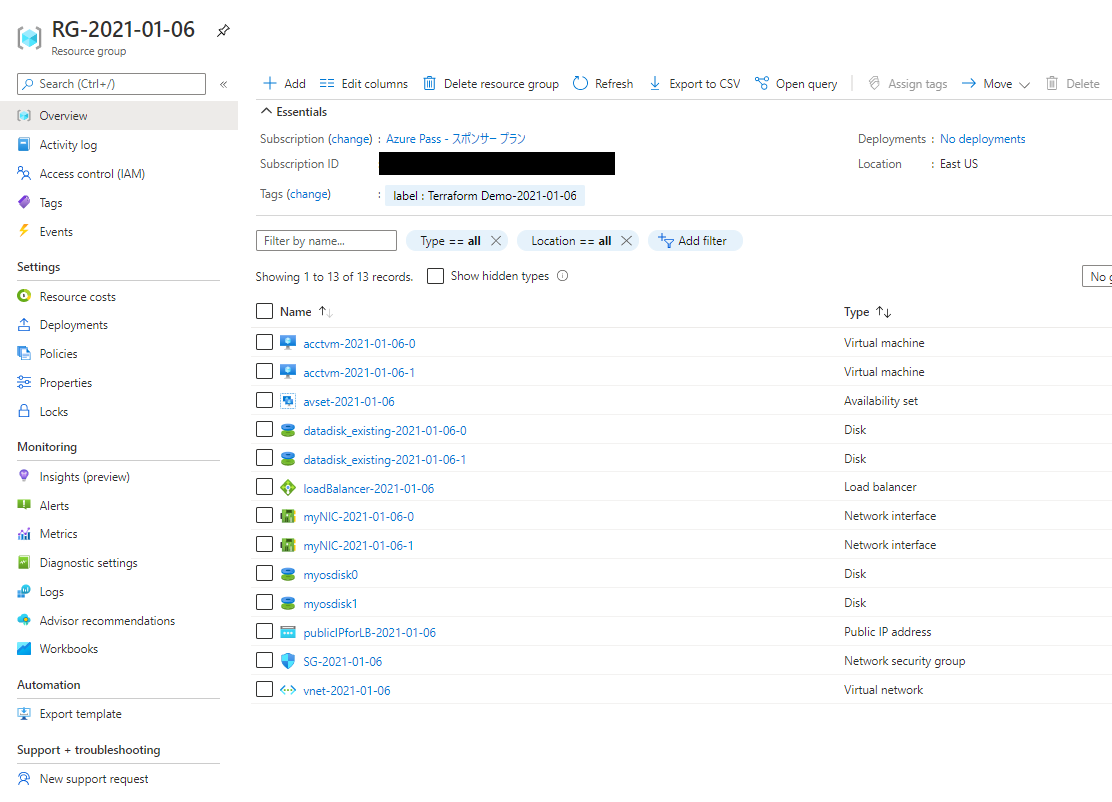 RG-2021-01-06
Resource group
Search (Ctrl+/)
«
Overview
Activity log
Access control (IAM)
Tags
Events
Settings
Resource costs
Deployments
Policies
Properties
Locks
Monitoring
Insights (preview)
Alerts
Metrics
Diagnostic settings
Logs
Advisor recommendations
Workbooks
Automation
Export template
Support + troubleshooting
New support request
Add Edit columns Delete resource group Refresh Export to CSV Open query Assign tags Move Delete
Essentials
Subscription (change) : Azure Pass - スポンサー プラン Deployments : No deployments
Subscription ID Location : East US
Tags (change) : label : Terraform Demo-2021-01-06
Filter by name... Type == all Location == all Add filter
Showing 1 to 13 of 13 records. Show hidden types No
Name Type
acctvm-2021-01-06-0 Virtual machine
acctvm-2021-01-06-1 Virtual machine
avset-2021-01-06 Availability set
datadisk_existing-2021-01-06-0 Disk
datadisk_existing-2021-01-06-1 Disk
loadBalancer-2021-01-06 Load balancer
myNIC-2021-01-06-0 Network interface
myNIC-2021-01-06-1 Network interface
myosdisk0 Disk
myosdisk1 Disk
publicIPforLB-2021-01-06 Public IP address
SG-2021-01-06 Network security group
vnet-2021-01-06 Virtual network